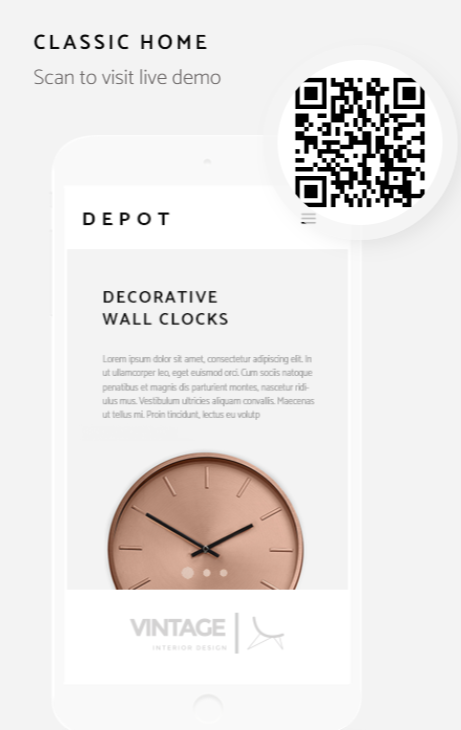 CLASSIC HOME
Scan to visit live demo
DEPOT
DECORATIVE
WALL CLOCKS
Lorem ipsum dolor sit amet, consectetur adipiscing elit. In
ut ullamcorper leo, eget euismod orci. Cum sociis natoque
penatibus et magnis dis parturient montes, nascetur ridi-
ulus mus. Vestibulum ultricies aliquam convallis. Maecenas
ut tellus mi. Proin tincidunt, lectus eu volutp
VINTAGE
INTERIOR DESIGN